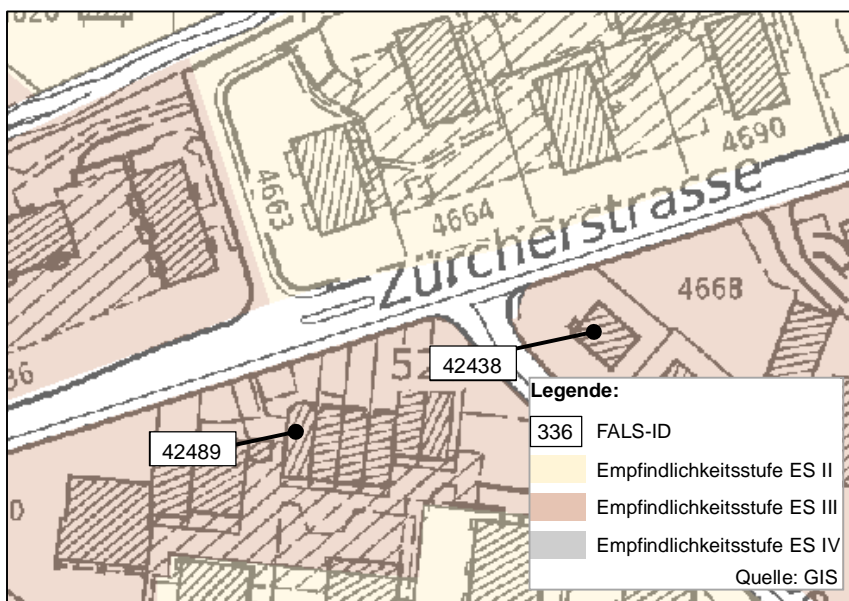 4690
4663
4664
Zürcherstrasse
4668
42438
42489
Legende:
336 FALS-ID
Empfindlichkeitsstufe ES II
Empfindlichkeitsstufe ES III
Empfindlichkeitsstufe ES IV
Quelle: GIS